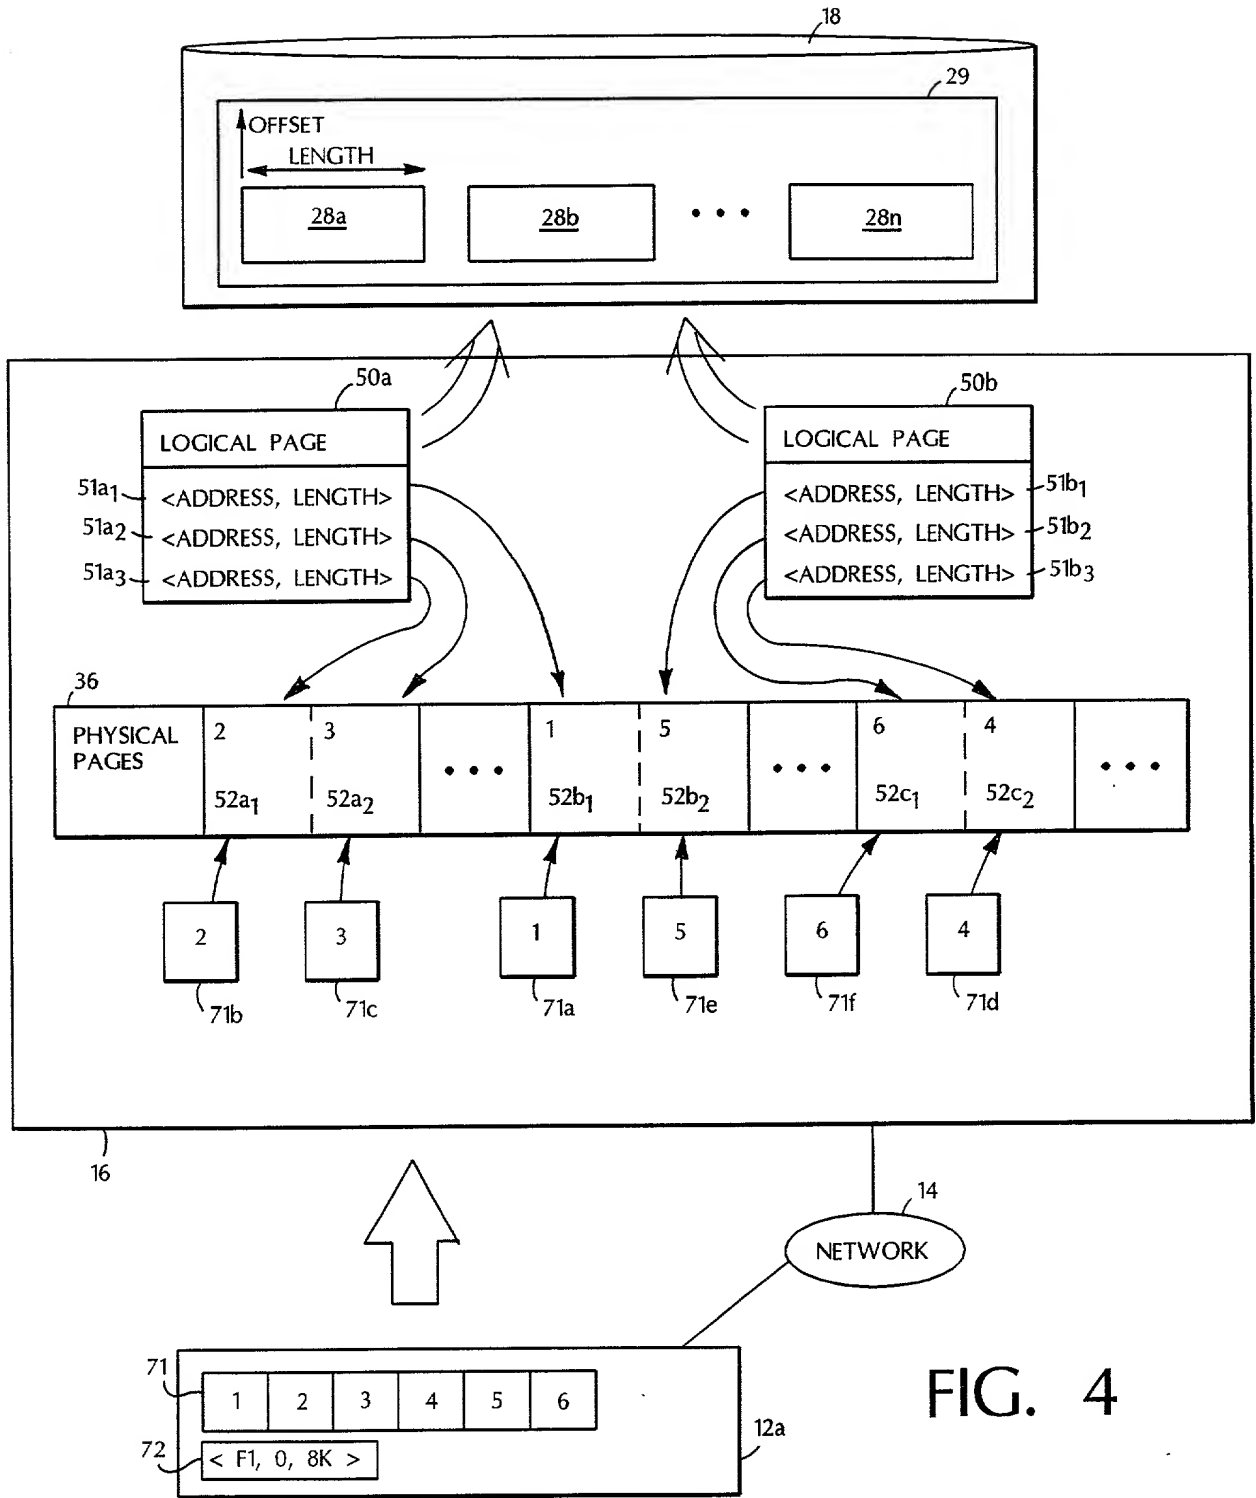 18
29
OFFSET
LENGTH
28a
28b
28n
50a
50b
LOGICAL PAGE
LOGICAL PAGE
51a1
<ADDRESS, LENGTH>
<ADDRESS, LENGTH>
51b1
51a2
<ADDRESS, LENGTH>
<ADDRESS, LENGTH>
51b2
51a3
<ADDRESS, LENGTH>
<ADDRESS, LENGTH>
51b3
36
PHYSICAL
PAGES
2
3
1
5
6
4
52a1
52a2
52b1
52b2
52c1
52c2
2
3
1
5
6
4
71b
71c
71a
71e
71f
71d
16
14
NETWORK
71
1 2 3 4 5 6
72
< F1, 0, 8K >
12a
FIG. 4